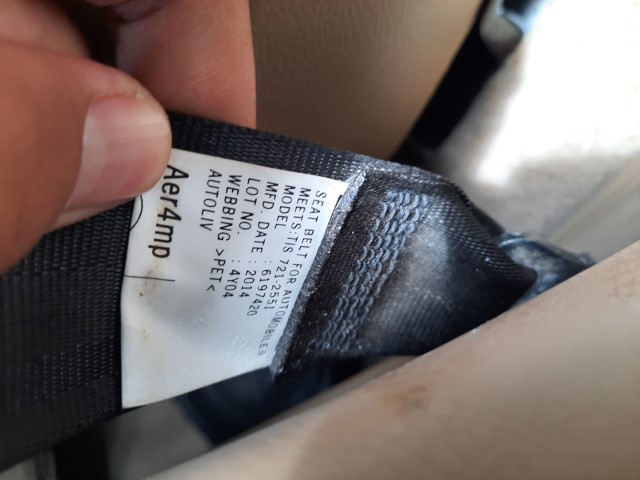 SEAT BELT FOR AUTOMOBILES
MEETS:TIS 721-2551
MODEL : 6197420
MFD. DATE : 2014
LOT NO. : 4Y04
WEBBING >PET<
AUTOLIV
Aer4mp